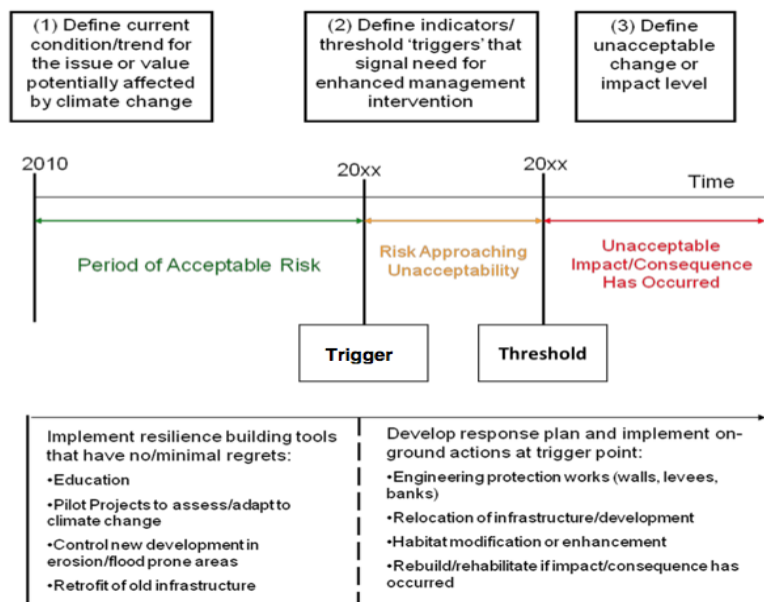 (1) Define current
condition/trend for
the issue or value
potentially affected
by climate change
(2) Define indicators/
threshold ‘triggers’ that
signal need for
enhanced management
intervention
(3) Define
unacceptable
change or
impact level
2010
20xx
20xx
Time
Period of Acceptable Risk
Risk Approaching
Unacceptability
Unacceptable
Impact/Consequence
Has Occurred
Trigger
Threshold
Implement resilience building tools
that have no/minimal regrets:
•Education
•Pilot Projects to assess/adapt to
climate change
•Control new development in
erosion/flood prone areas
•Retrofit of old infrastructure
Develop response plan and implement on-
ground actions at trigger point:
•Engineering protection works (walls, levees,
banks)
•Relocation of infrastructure/development
•Habitat modification or enhancement
•Rebuild/rehabilitate if impact/consequence has
occurred